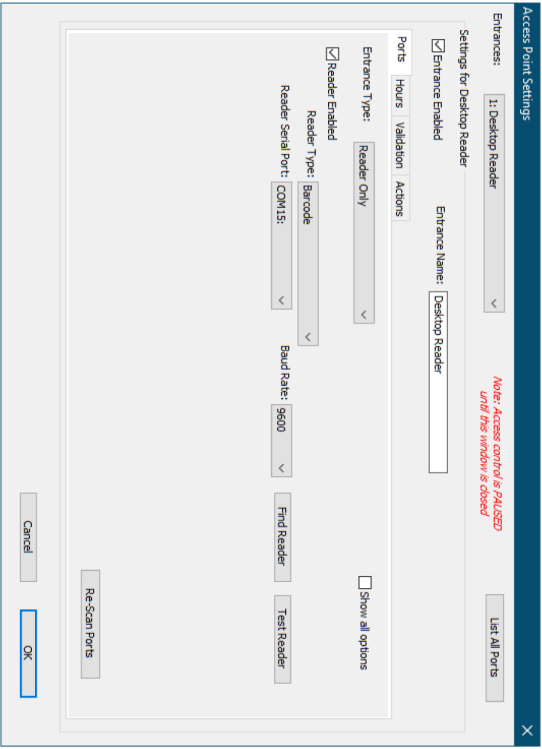 Access Point Settings
Entrances: 1: Desktop Reader
Note: Access control is PAUSED
until this window is closed
List All Ports
Settings for Desktop Reader
Entrance Enabled
Entrance Name: Desktop Reader
Ports Hours Validation Actions
Entrance Type: Reader Only
Show all options
Reader Enabled
Reader Type: Barcode
Reader Serial Port: COM15: Baud Rate: 9600 Find Reader Test Reader
Re-Scan Ports
Cancel OK